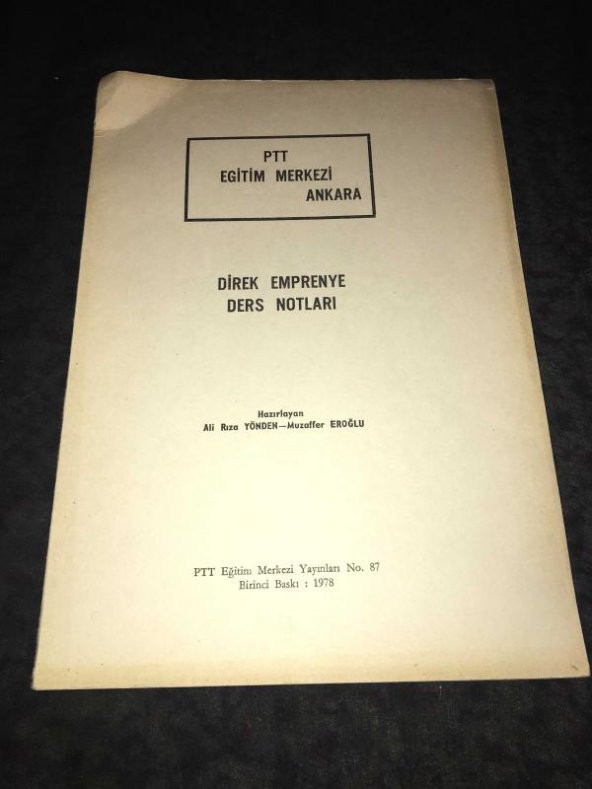 PTT
EGİTİM MERKEZİ
ANKARA
DİREK EMPRENYE
DERS NOTLARI
Hazırlayan
Ali Rıza YÖNDEN—Muzaffer EROĞLU
PTT Eğitim Merkezi Yayınları No. 87
Birinci Baskı : 1978